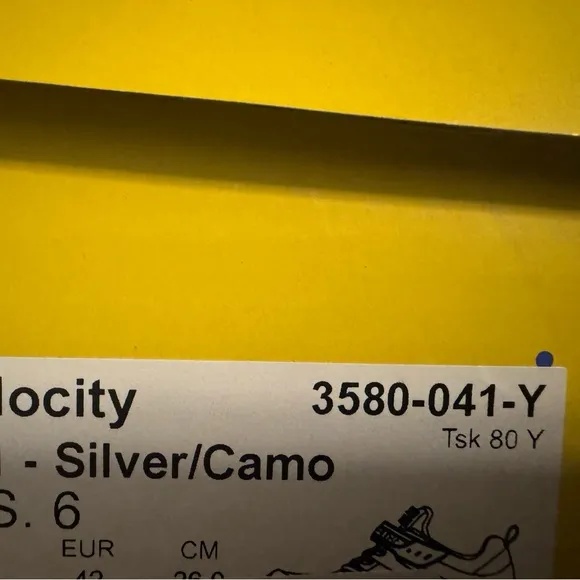 locity 3580-041-Y
Tsk 80 Y
- Silver/Camo
S. 6
EUR CM